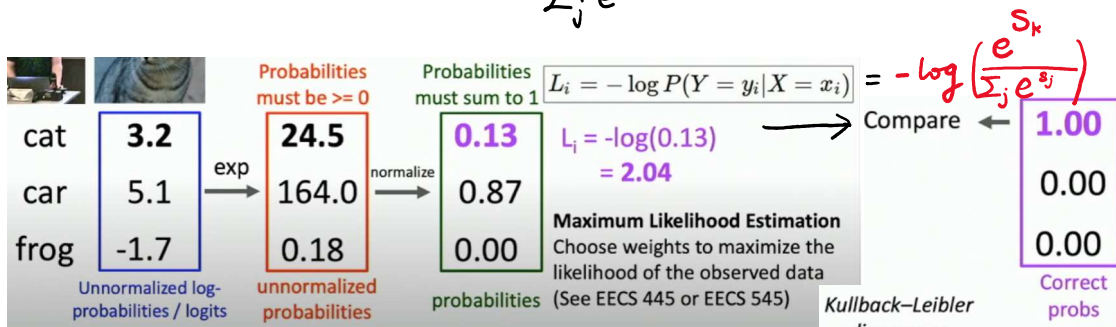 Σ_j e
Probabilities must be >= 0
Probabilities must sum to 1
L_i = − log P(Y = y_i|X = x_i) = -log(e^{S_k} / Σ_j e^{s_j})
Compare
cat 3.2 24.5 0.13 1.00
exp
normalize
L_i = -log(0.13)
= 2.04
car 5.1 164.0 0.87 0.00
frog -1.7 0.18 0.00 0.00
Unnormalized log-
probabilities / logits
unnormalized
probabilities
probabilities
Maximum Likelihood Estimation
Choose weights to maximize the
likelihood of the observed data
(See EECS 445 or EECS 545)
Kullback–Leibler
Correct
probs